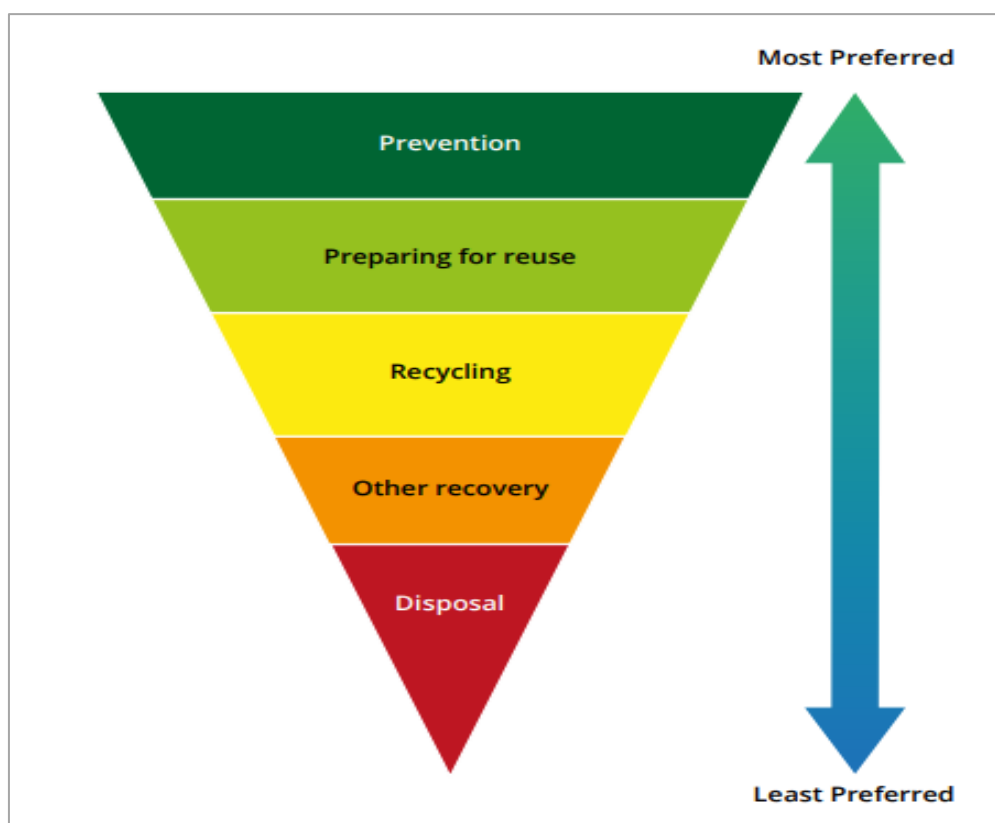 Most Preferred
Prevention
Preparing for reuse
Recycling
Other recovery
Disposal
Least Preferred